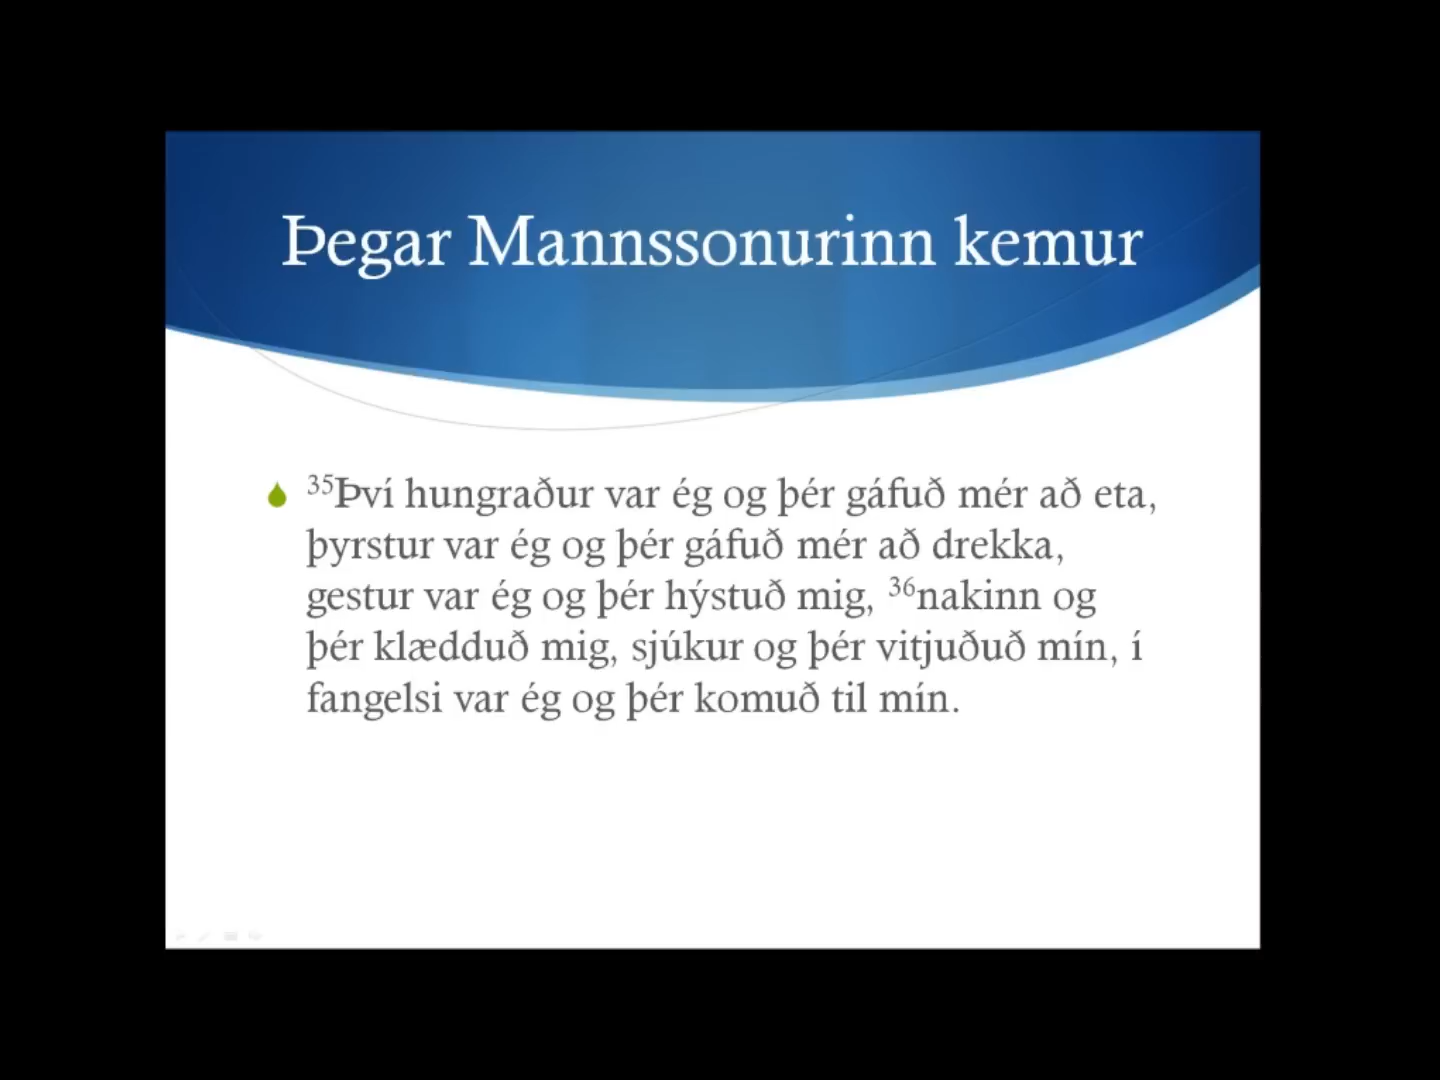 Þegar Mannssonurinn kemur
35Því hungraður var ég og þér gáfuð mér að eta,
þyrstur var ég og þér gáfuð mér að drekka,
gestur var ég og þér hýstuð mig, 36nakinn og
þér klædduð mig, sjúkur og þér vitjuðuð mín, í
fangelsi var ég og þér komuð til mín.